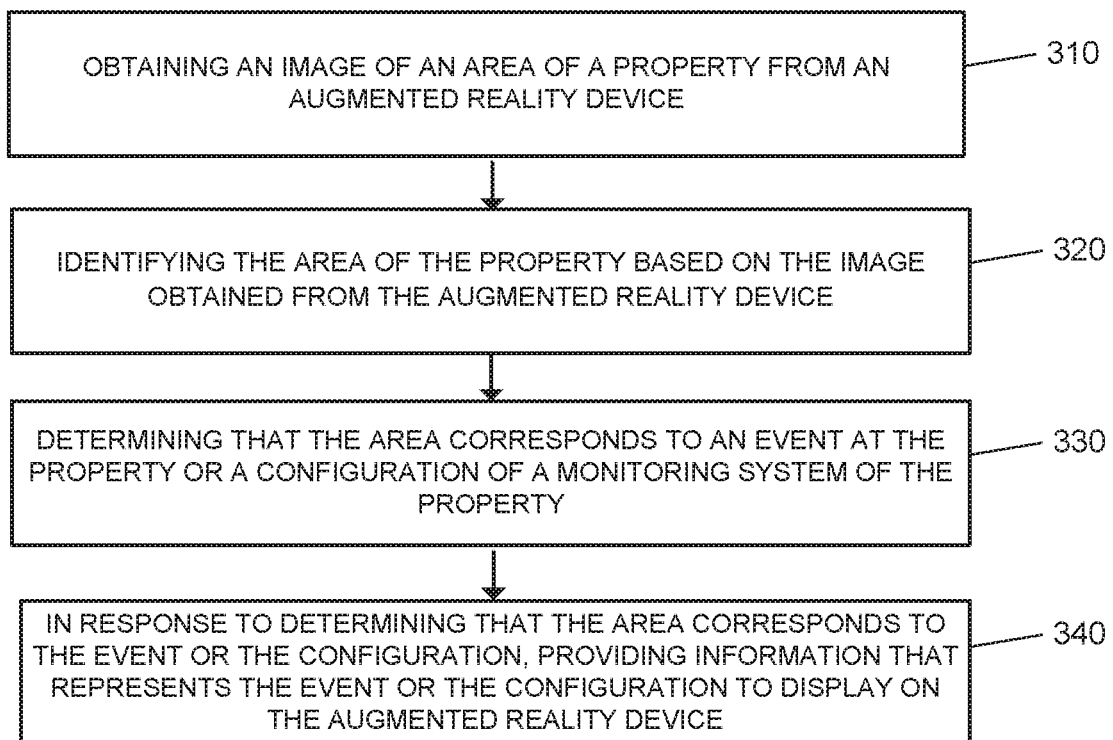 OBTAINING AN IMAGE OF AN AREA OF A PROPERTY FROM AN
AUGMENTED REALITY DEVICE
310
IDENTIFYING THE AREA OF THE PROPERTY BASED ON THE IMAGE
OBTAINED FROM THE AUGMENTED REALITY DEVICE
320
DETERMINING THAT THE AREA CORRESPONDS TO AN EVENT AT THE
PROPERTY OR A CONFIGURATION OF A MONITORING SYSTEM OF THE
PROPERTY
330
IN RESPONSE TO DETERMINING THAT THE AREA CORRESPONDS TO
THE EVENT OR THE CONFIGURATION, PROVIDING INFORMATION THAT
REPRESENTS THE EVENT OR THE CONFIGURATION TO DISPLAY ON
THE AUGMENTED REALITY DEVICE
340